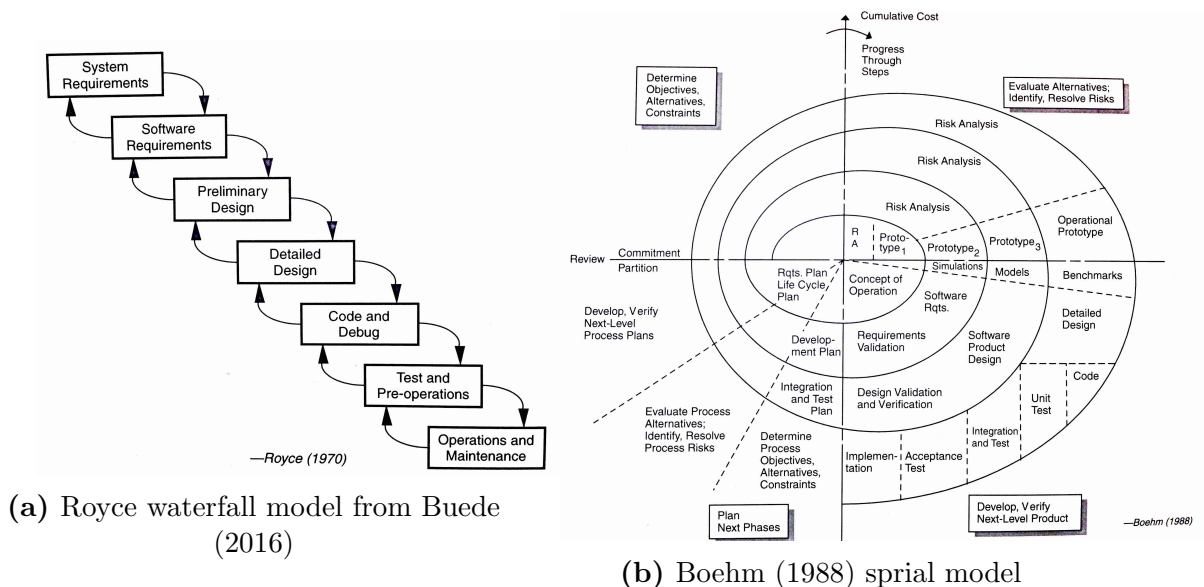 System
Requirements
Software
Requirements
Preliminary
Design
Detailed
Design
Code and
Debug
Test and
Pre-operations
Operations and
Maintenance
—Royce (1970)
(a) Royce waterfall model from Buede
(2016)
Cumulative Cost
Progress
Through
Steps
Determine
Objectives,
Alternatives,
Constraints
Evaluate Alternatives;
Identify, Resolve Risks
Risk Analysis
Risk Analysis
Risk Analysis
R
A
Proto-
type1
Prototype2
Prototype3
Operational
Prototype
Review
Commitment
Partition
Rqts. Plan
Life Cycle
Plan
Concept of
Operation
Simulations
Models
Benchmarks
Develop, Verify
Next-Level
Process Plans
Software
Rqts.
Detailed
Design
Develop-
ment Plan
Requirements
Validation
Software
Product
Design
Integration
and Test
Plan
Design Validation
and Verification
Code
Unit
Test
Evaluate Process
Alternatives;
Identify, Resolve
Process Risks
Determine
Process
Objectives,
Alternatives,
Constraints
Implemen-
tation
Acceptance
Test
Integration
and Test
Plan
Next Phases
Develop, Verify
Next-Level Product
—Boehm (1988)
(b) Boehm (1988) sprial model